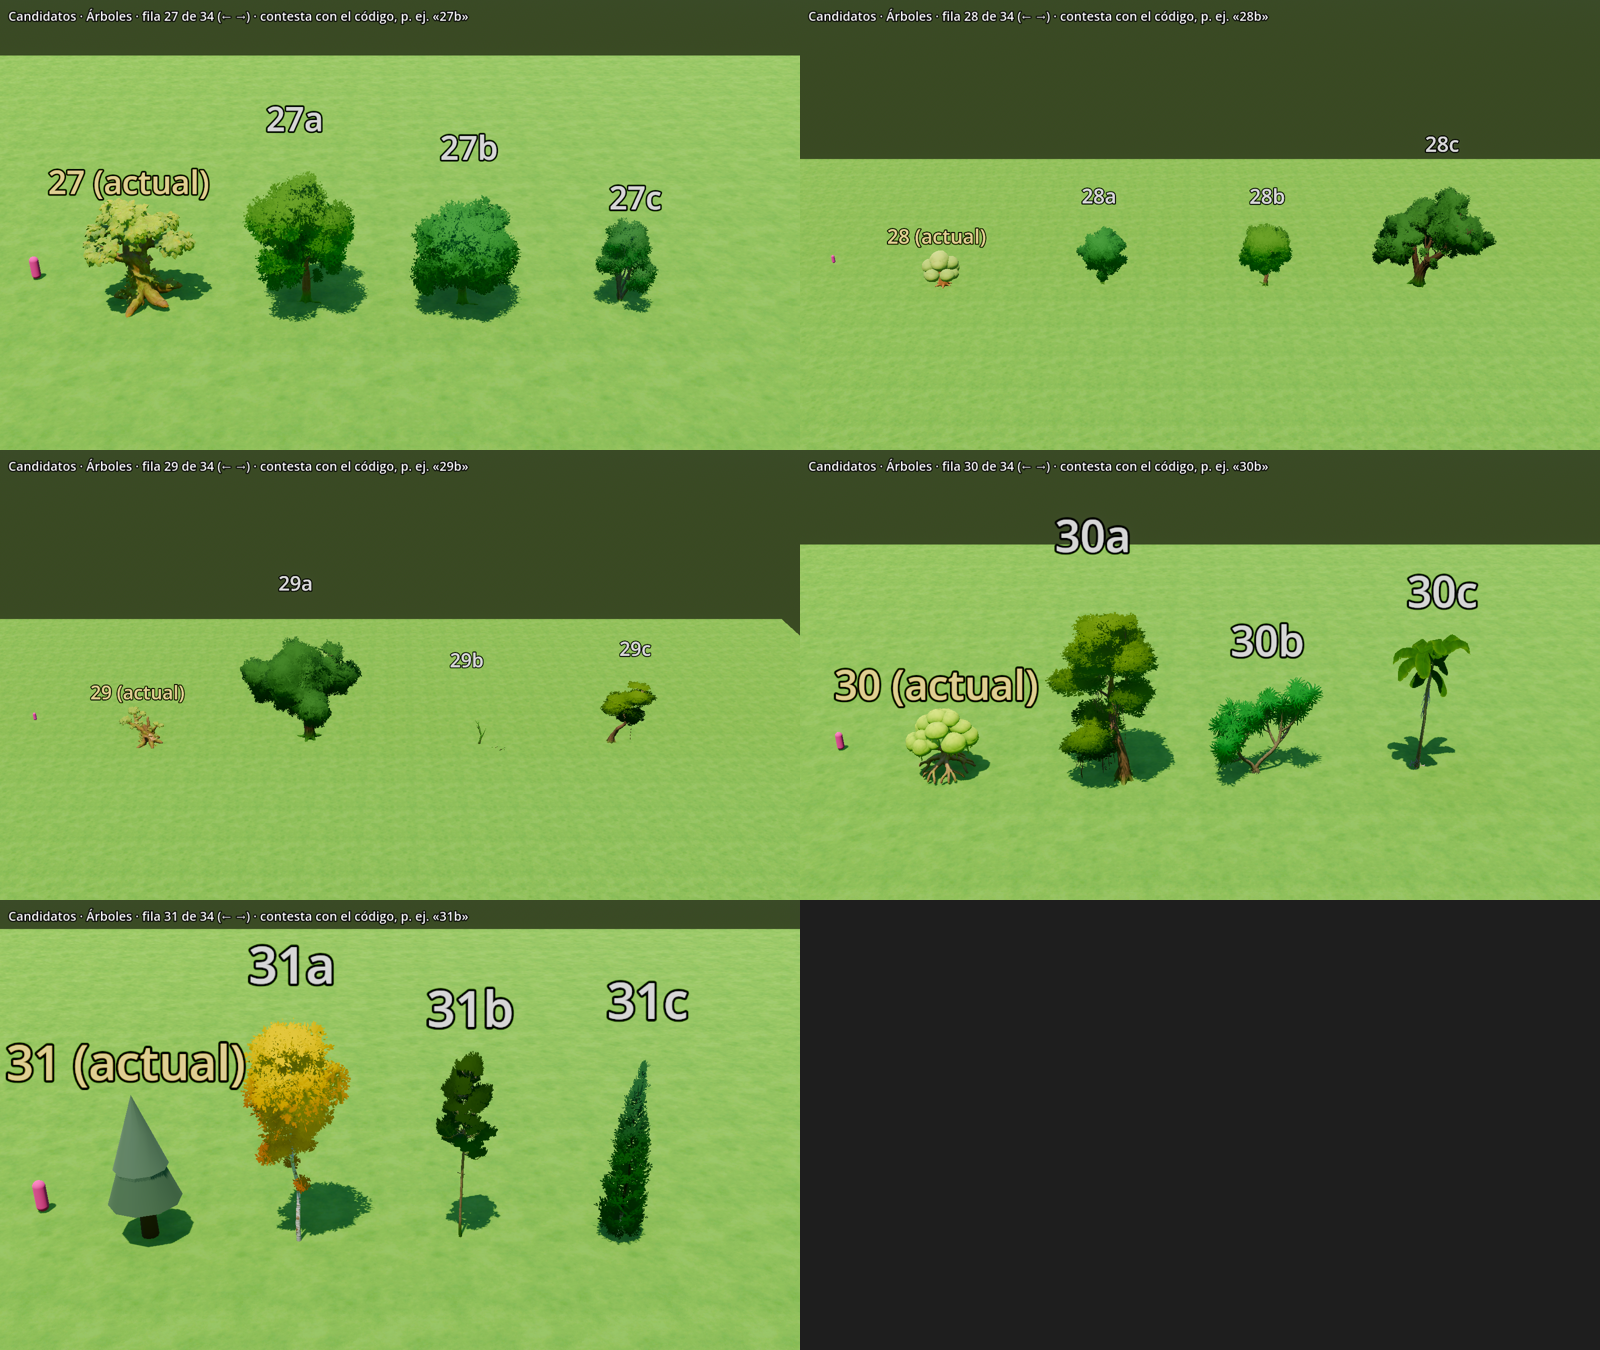 Candidatos · Árboles · fila 27 de 34 (← →) · contesta con el código, p. ej. «27b»
27 (actual)
27a
27b
27c
Candidatos · Árboles · fila 28 de 34 (← →) · contesta con el código, p. ej. «28b»
28 (actual)
28a
28b
28c
Candidatos · Árboles · fila 29 de 34 (← →) · contesta con el código, p. ej. «29b»
29 (actual)
29a
29b
29c
Candidatos · Árboles · fila 30 de 34 (← →) · contesta con el código, p. ej. «30b»
30 (actual)
30a
30b
30c
Candidatos · Árboles · fila 31 de 34 (← →) · contesta con el código, p. ej. «31b»
31 (actual)
31a
31b
31c